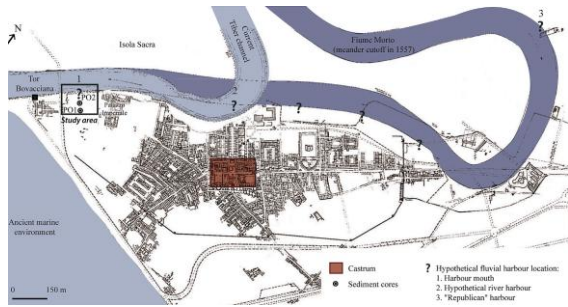 N
Isola Sacra
Current
Tiber channel
Fiume Morto
(meander cutoff in 1557)
3
?
Tor
Bovacciana
1
?
PO2
PO1
Study area
Palazzo
Imperiale
2
?
?
?
?
Ancient marine
environment
0 150 m
Castrum
Sediment cores
? Hypothetical fluvial harbour location:
1. Harbour mouth
2. Hypothetical river harbour
3. "Republican" harbour